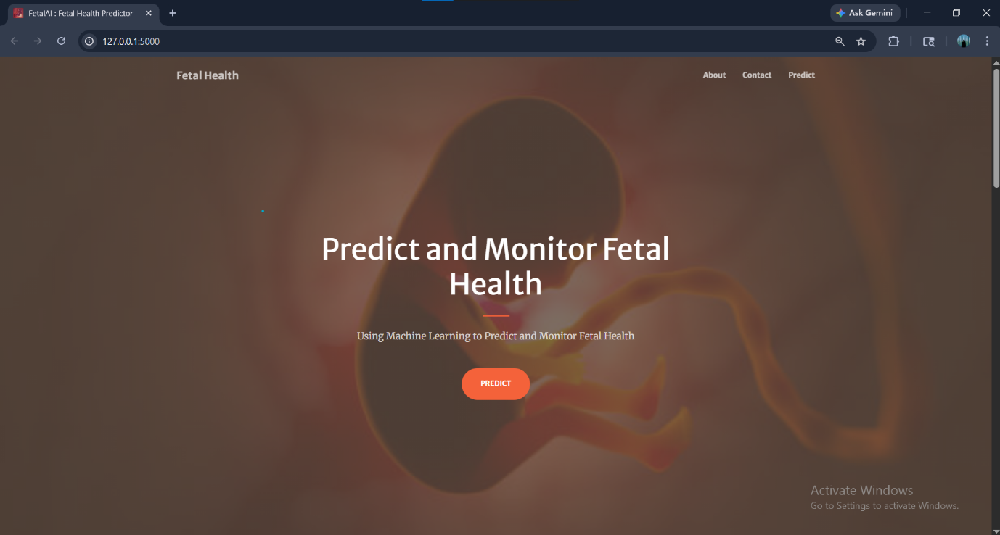 FetalAI : Fetal Health Predictor
Ask Gemini
127.0.0.1:5000
Fetal Health
About
Contact
Predict
Predict and Monitor Fetal
Health
Using Machine Learning to Predict and Monitor Fetal Health
PREDICT
Activate Windows
Go to Settings to activate Windows.